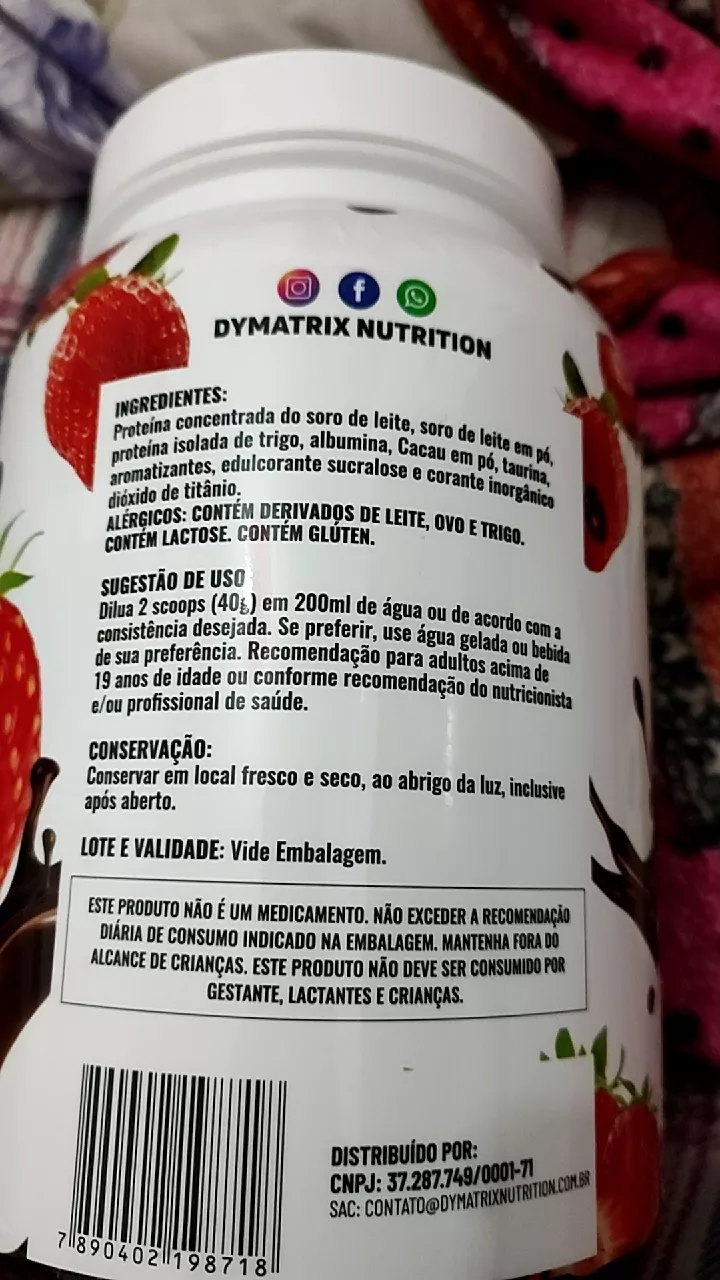 DYMATRIX NUTRITION
INGREDIENTES:
Proteína concentrada do soro de leite, soro de leite em pó,
proteína isolada de trigo, albumina, Cacau em pó, taurina,
aromatizantes, edulcorante sucralose e corante inorgânico
dióxido de titânio.
ALÉRGICOS: CONTÉM DERIVADOS DE LEITE, OVO E TRIGO.
CONTÉM LACTOSE. CONTÉM GLÚTEN.
SUGESTÃO DE USO
Dilua 2 scoops (40g) em 200ml de água ou de acordo com a
consistência desejada. Se preferir, use água gelada ou bebida
de sua preferência. Recomendação para adultos acima de
19 anos de idade ou conforme recomendação do nutricionista
e/ou profissional de saúde.
CONSERVAÇÃO:
Conservar em local fresco e seco, ao abrigo da luz, inclusive
após aberto.
LOTE E VALIDADE: Vide Embalagem.
ESTE PRODUTO NÃO É UM MEDICAMENTO. NÃO EXCEDER A RECOMENDAÇÃO
DIÁRIA DE CONSUMO INDICADO NA EMBALAGEM. MANTENHA FORA DO
ALCANCE DE CRIANÇAS. ESTE PRODUTO NÃO DEVE SER CONSUMIDO POR
GESTANTE, LACTANTES E CRIANÇAS.
DISTRIBUÍDO POR:
CNPJ: 37.287.749/0001-71
SAC: CONTATO@DYMATRIXNUTRITION.COM.BR
7 890402 198718